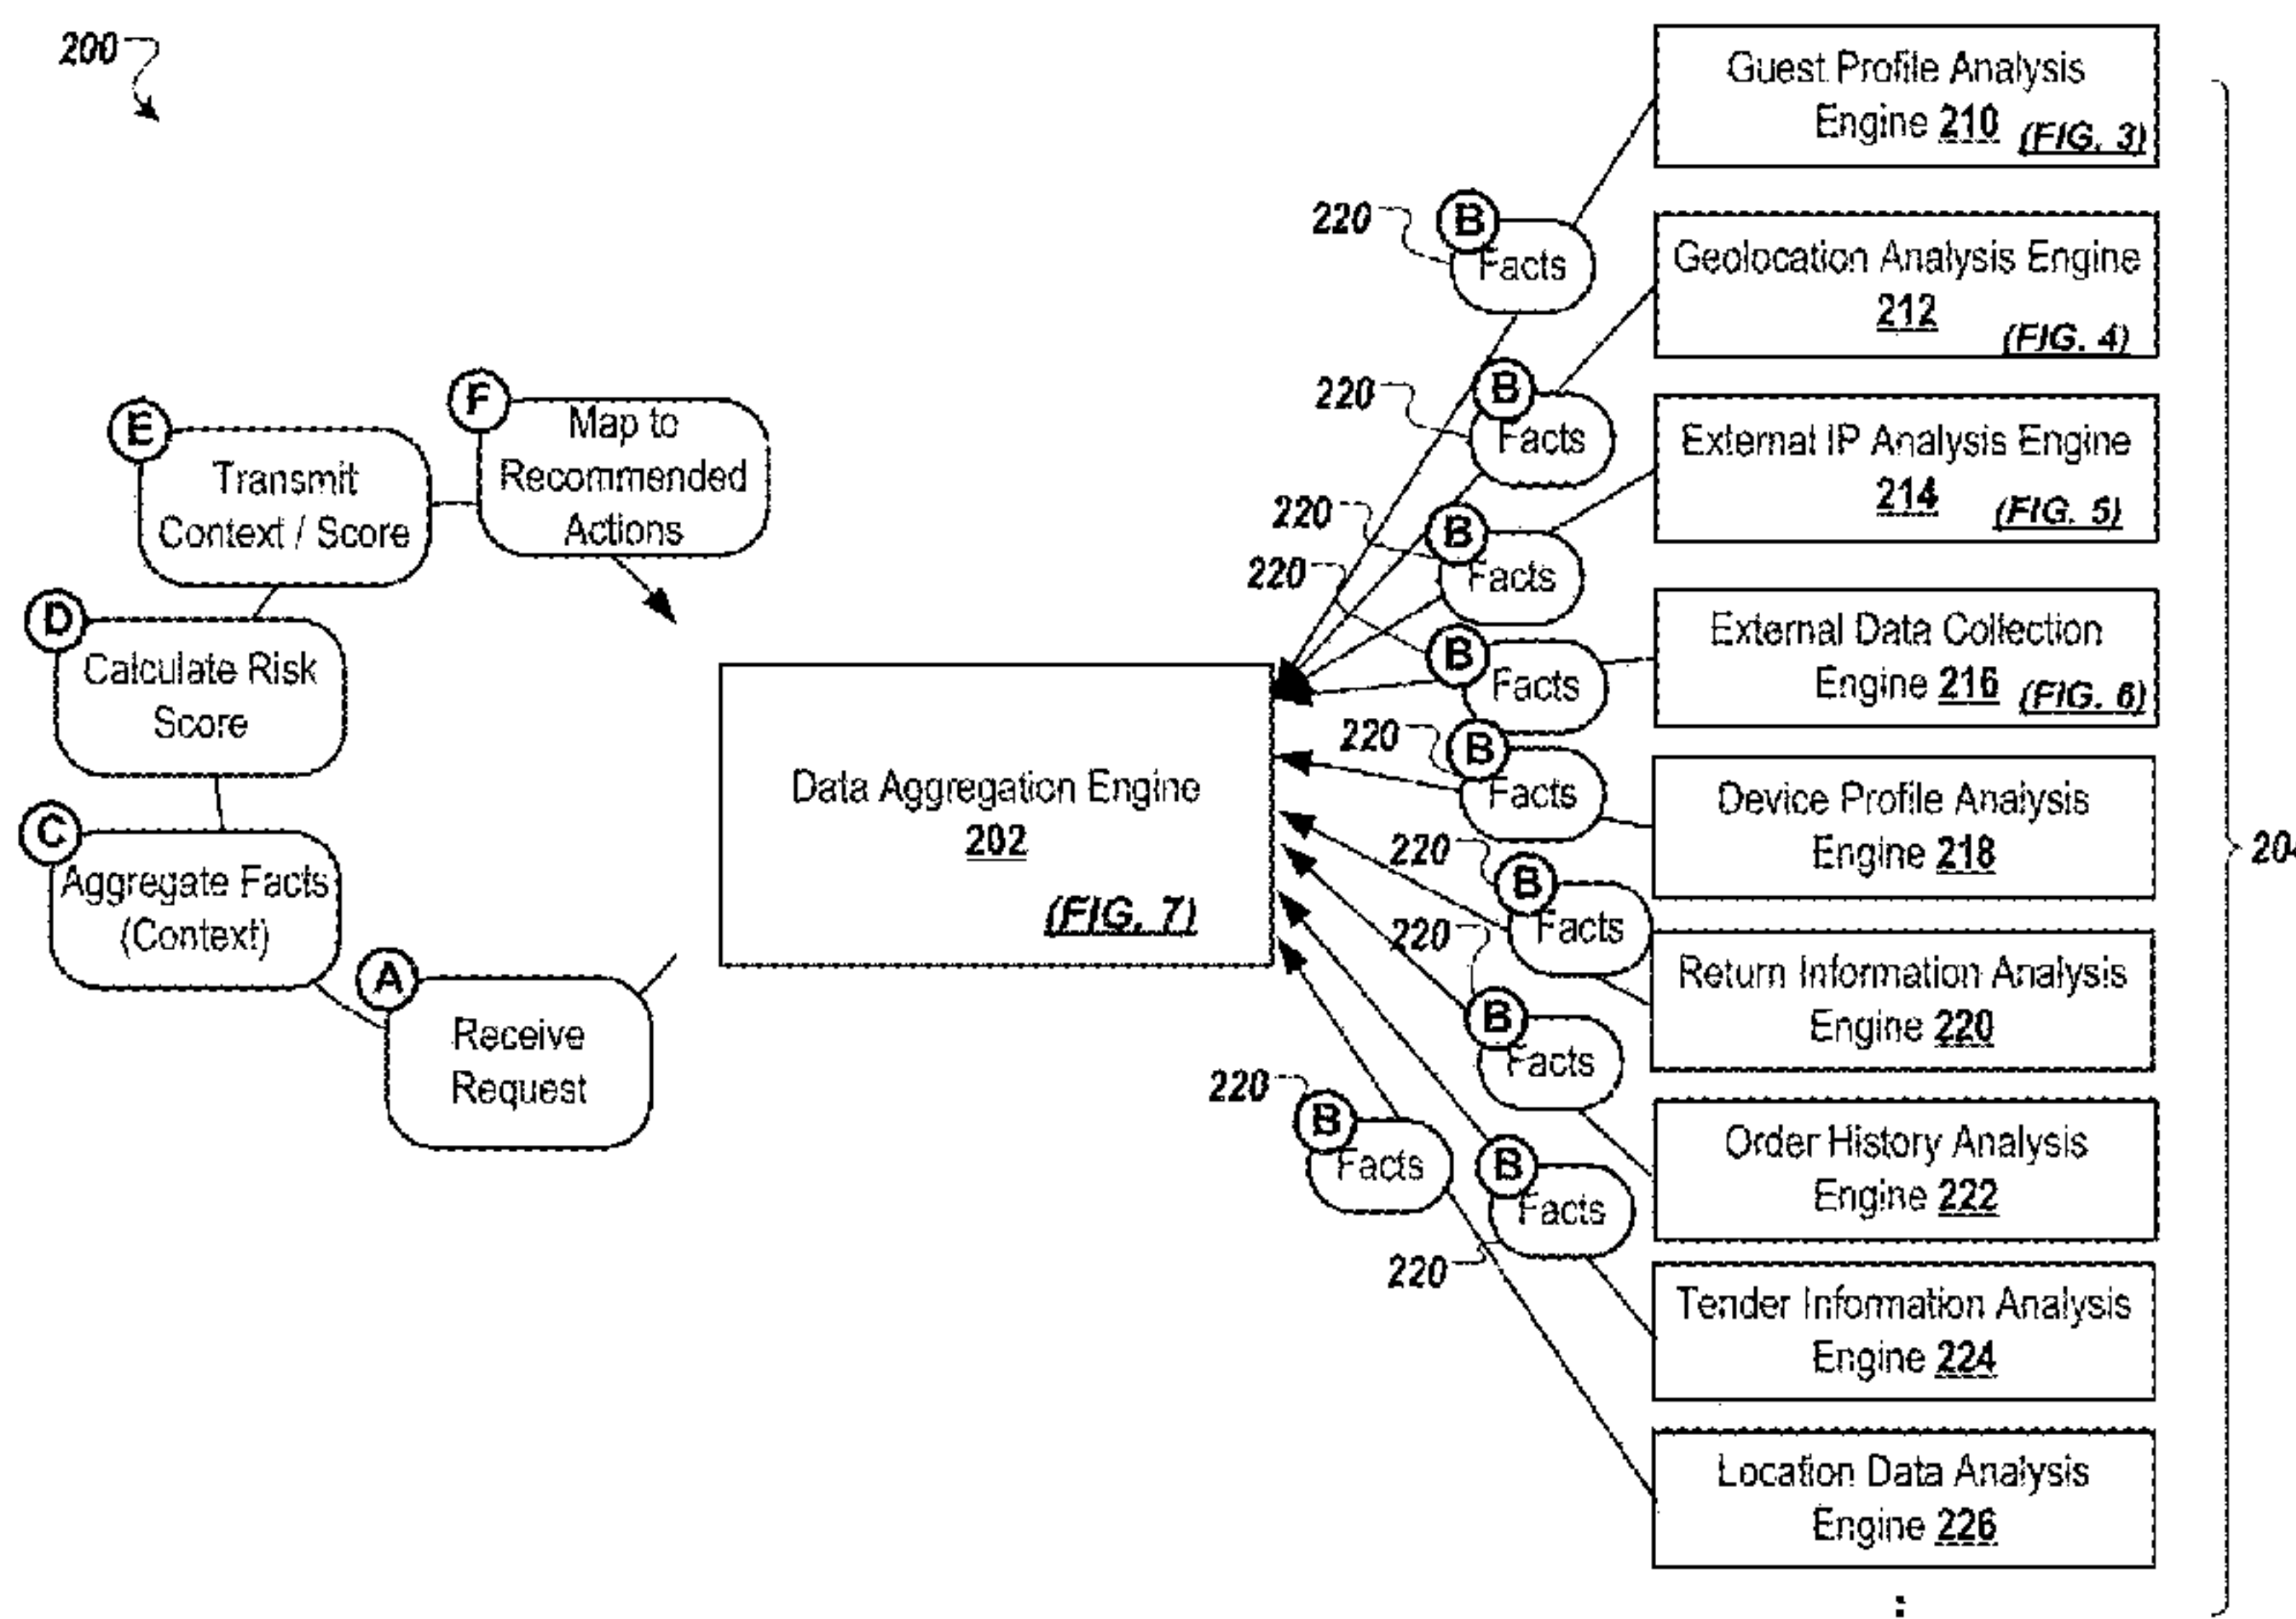 200
Guest Profile Analysis
Engine 210 (FIG. 3)
220
B
Facts
Geolocation Analysis Engine
212
(FIG. 4)
220
B
Facts
External IP Analysis Engine
214 (FIG. 5)
220
B
Facts
External Data Collection
Engine 216 (FIG. 6)
220
B
Facts
Device Profile Analysis
Engine 218
220
B
Facts
Return Information Analysis
Engine 220
220
B
Facts
Order History Analysis
Engine 222
220
B
Facts
Tender Information Analysis
Engine 224
B
Facts
220
Location Data Analysis
Engine 226
220
B
Facts
:
F
Map to
Recommended
Actions
E
Transmit
Context / Score
D
Calculate Risk
Score
C
Aggregate Facts
(Context)
A
Receive
Request
Data Aggregation Engine
202
(FIG. 7)